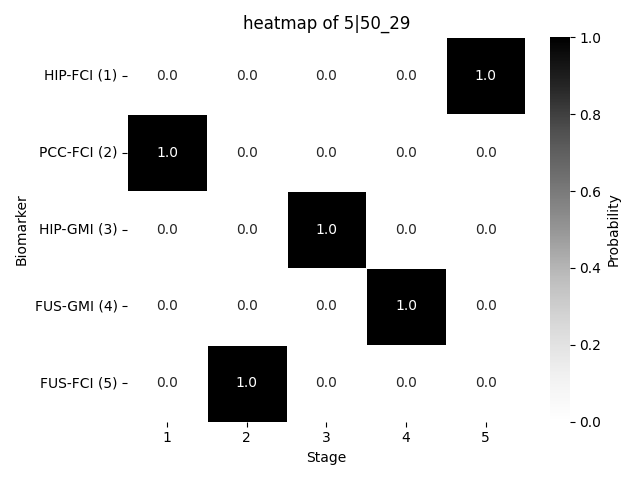 heatmap of 5|50_29
HIP-FCI (1) 0.0 0.0 0.0 0.0 1.0
PCC-FCI (2) 1.0 0.0 0.0 0.0 0.0
HIP-GMI (3) 0.0 0.0 1.0 0.0 0.0
FUS-GMI (4) 0.0 0.0 0.0 1.0 0.0
FUS-FCI (5) 0.0 1.0 0.0 0.0 0.0
1 2 3 4 5
Stage
Biomarker
1.0
0.8
0.6
0.4
0.2
0.0
Probability